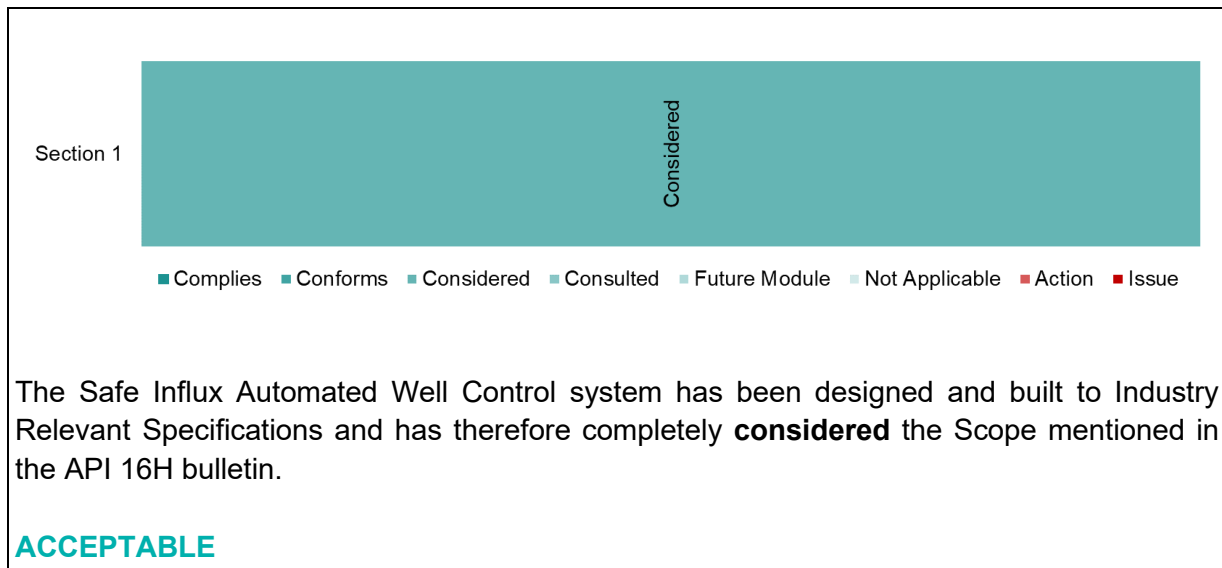 Considered
Section 1
Complies Conforms Considered Consulted Future Module Not Applicable Action Issue
The Safe Influx Automated Well Control system has been designed and built to Industry
Relevant Specifications and has therefore completely considered the Scope mentioned in
the API 16H bulletin.
ACCEPTABLE